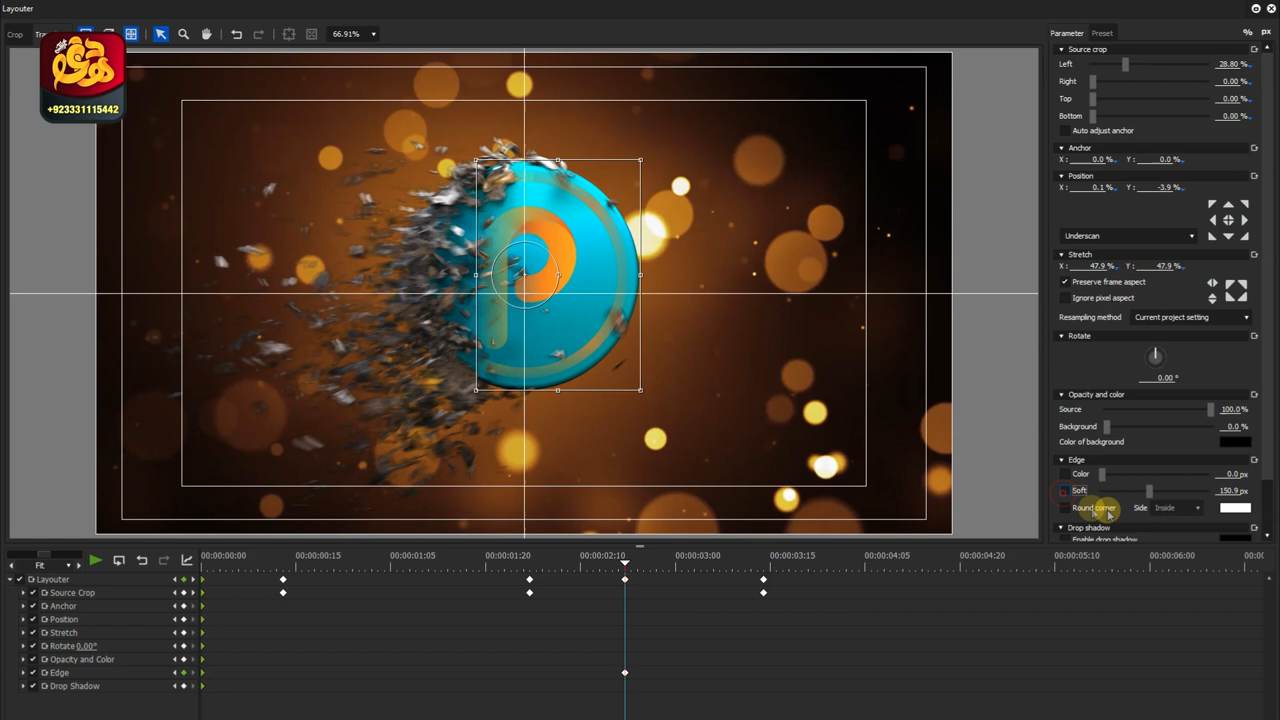 Layouter
Crop
66.91%
+923331115442
Parameter Preset % px
Source crop
Left 28.80 %
Right 0.00 %
Top 0.00 %
Bottom 0.00 %
Auto adjust anchor
Anchor
X : 0.0 % Y : 0.0 %
Position
X : 0.1 % Y : -3.9 %
Underscan
Stretch
X : 47.9 % Y : 47.9 %
Preserve frame aspect
Ignore pixel aspect
Resampling method Current project setting
Rotate
0.00 °
Opacity and color
Source 100.0 %
Background 0.0 %
Color of background
Edge
Color 0.0 px
Soft 150.9 px
Round corner Side Inside
Drop shadow
Enable drop shadow
Fit
00:00:00:00 00:00:00:15 00:00:01:05 00:00:01:20 00:00:02:10 00:00:03:00 00:00:03:15 00:00:04:05 00:00:04:20 00:00:05:10 00:00:06:00
Layouter
Source Crop
Anchor
Position
Stretch
Rotate 0.00°
Opacity and Color
Edge
Drop Shadow